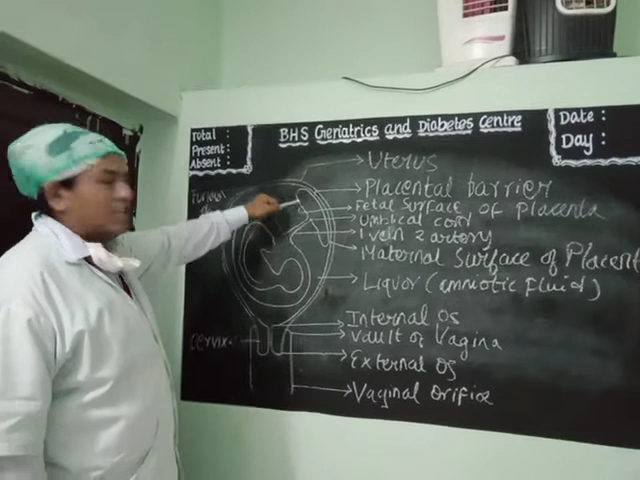 Total :
Present :
Absent :
BHS Geriatrics and Diabetes Centre
Date :
Day :
Uterus
Placental barrier
Fetal Surface of Placenta
Umblical cord
1 vein 2 artery
Maternal Surface of Placent
Liquor (amniotic fluid)
Internal Os
Vault of Vagina
Cervix
External Os
Vaginal Orifice